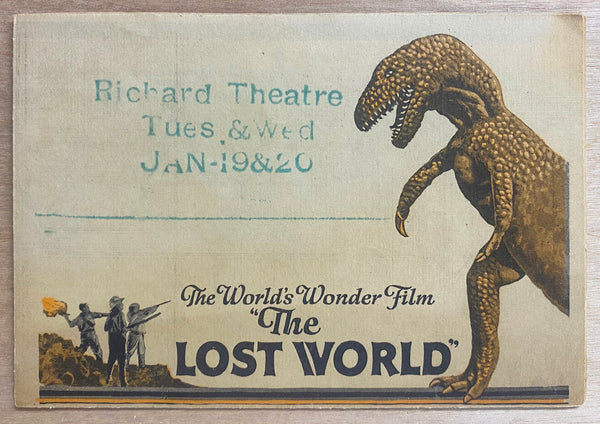 Richard Theatre
Tues. & Wed
JAN-19&20
The World's Wonder Film
"The
LOST WORLD"